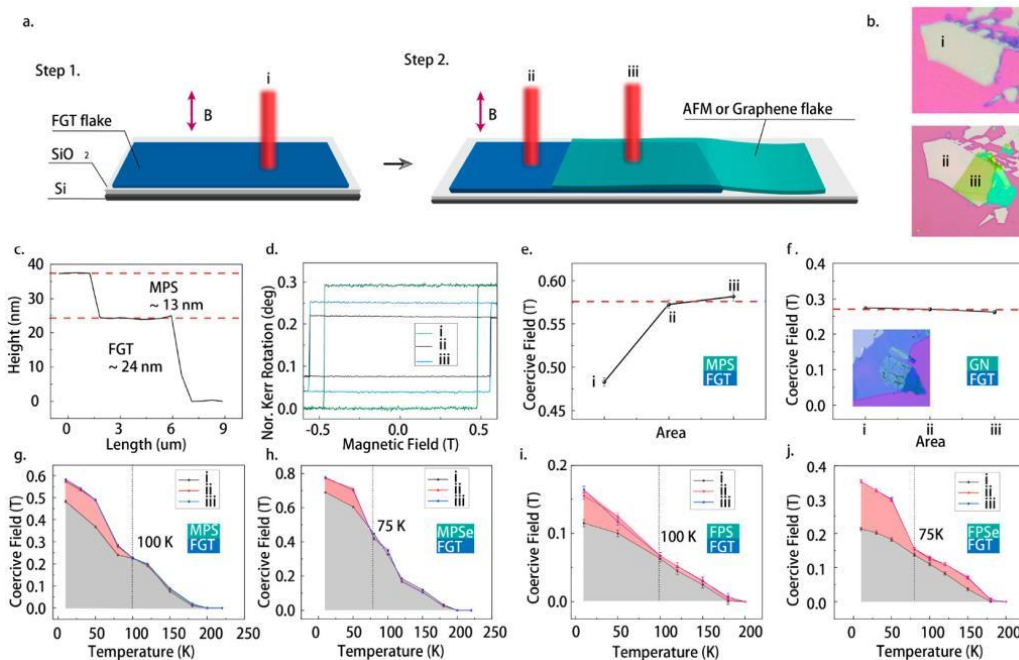 a.
b.
Step 1.
Step 2.
i
ii
iii
B
B
FGT flake
SiO 2
Si
AFM or Graphene flake
i
ii
iii
c.
d.
e.
f.
Height (nm)
40
35
30
25
20
15
10
5
0
MPS
~ 13 nm
FGT
~ 24 nm
0 3 6 9
Length (um)
Nor. Kerr Rotation (deg)
0.3
0.2
0.1
0.0
i
ii
iii
-0.5 0.0 0.5
Magnetic Field (T)
Coercive Field (T)
0.60
0.55
0.50
0.45
i
ii
iii
MPS
FGT
Area
Coercive Field (T)
0.4
0.3
0.2
0.1
0.0
GN
FGT
i ii iii
Area
g.
h.
i.
j.
Coercive Field (T)
0.6
0.5
0.4
0.3
0.2
0.1
0.0
i
ii
iii
MPS
FGT
100 K
0 50 100 150 200 250
Temperature (K)
Coercive Field (T)
0.8
0.6
0.4
0.2
0.0
i
ii
iii
MPSe
FGT
75 K
0 50 100 150 200 250
Temperature (K)
Coercive Field (T)
0.2
0.1
0.0
i
ii
iii
FPS
FGT
100 K
0 50 100 150 200
Temperature (K)
Coercive Field (T)
0.4
0.3
0.2
0.1
0.0
i
ii
iii
FPSe
FGT
75K
0 50 100 150 200
Temperature (K)